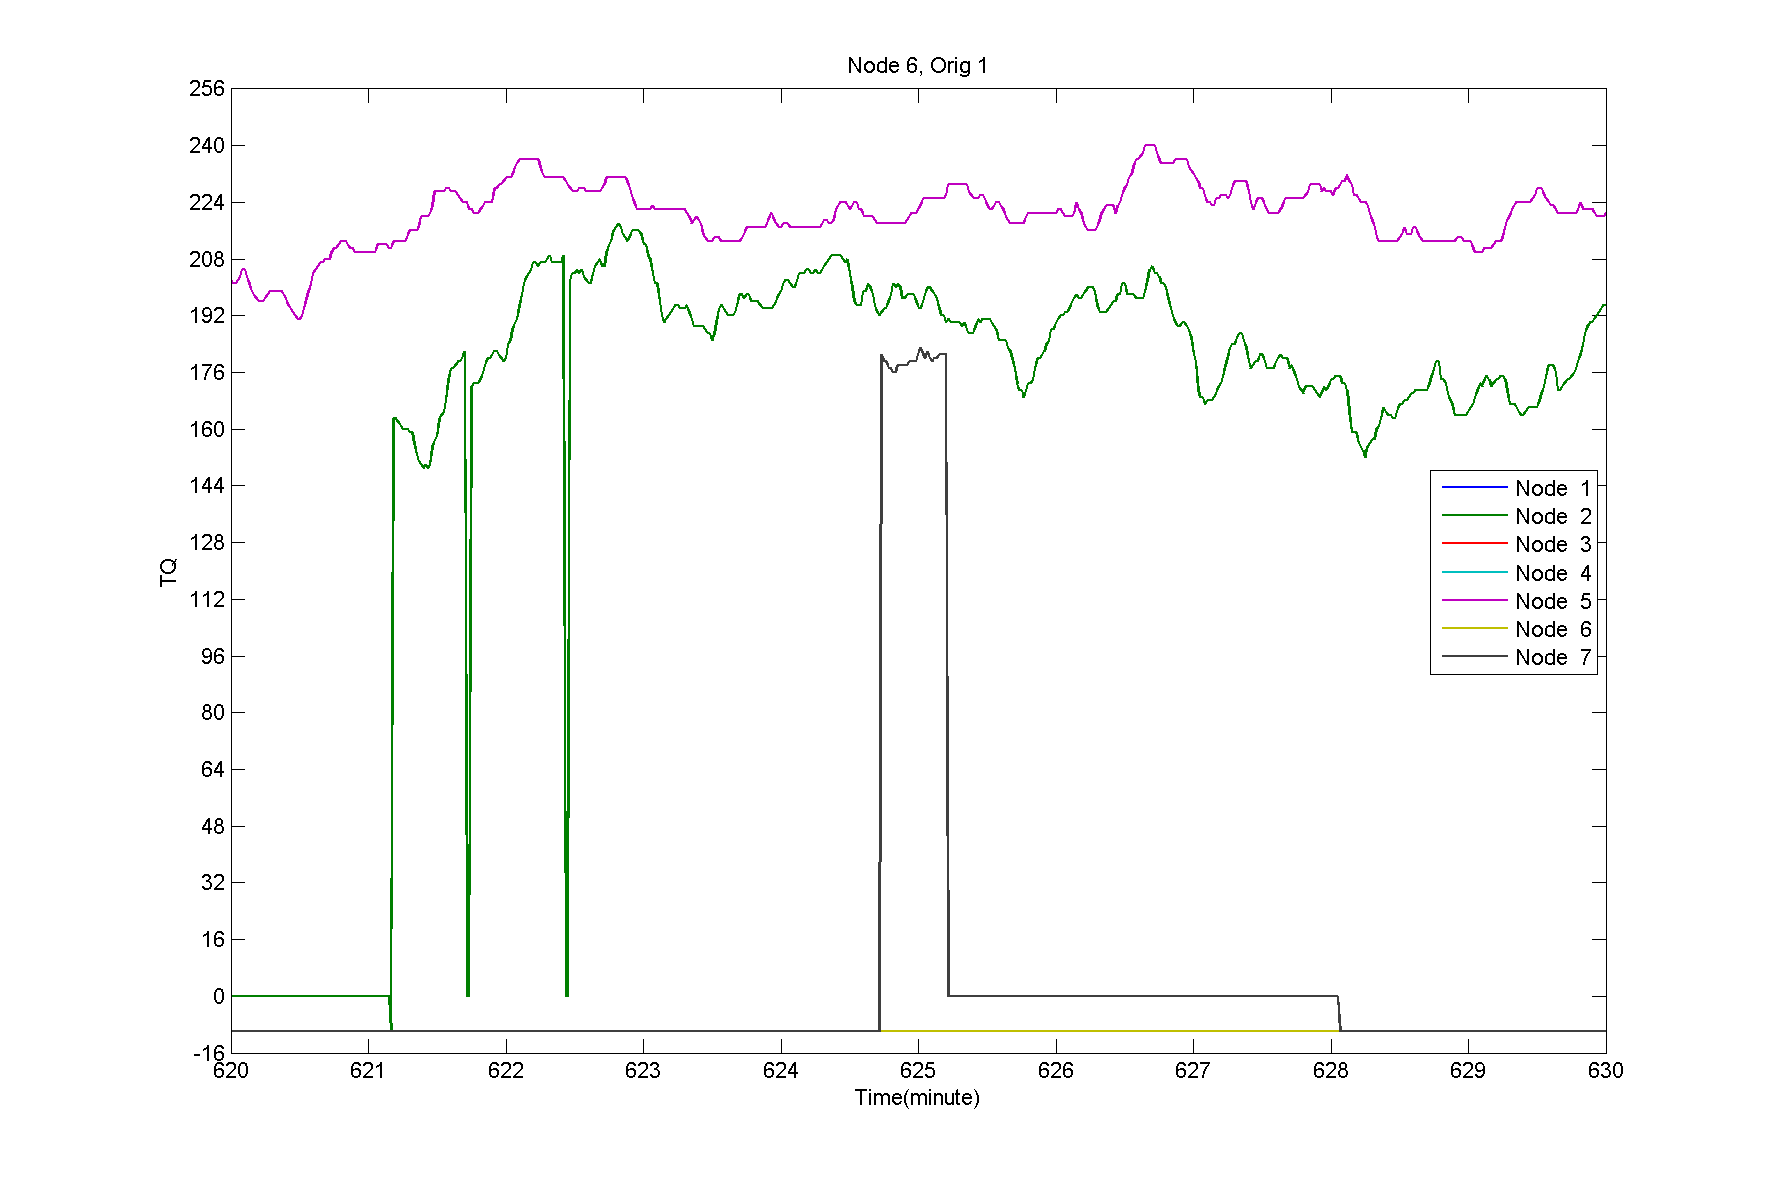 Node 6, Orig 1
256
240
224
208
192
176
160
144
128
112
96
80
64
48
32
16
0
-16
TQ
Node 1
Node 2
Node 3
Node 4
Node 5
Node 6
Node 7
620 621 622 623 624 625 626 627 628 629 630
Time(minute)